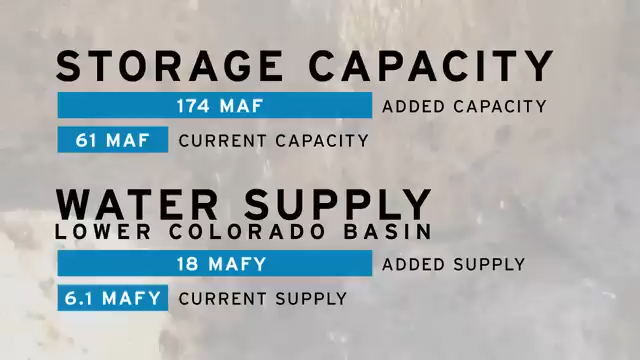 STORAGE CAPACITY
174 MAF ADDED CAPACITY
61 MAF CURRENT CAPACITY
WATER SUPPLY
LOWER COLORADO BASIN
18 MAFY ADDED SUPPLY
6.1 MAFY CURRENT SUPPLY